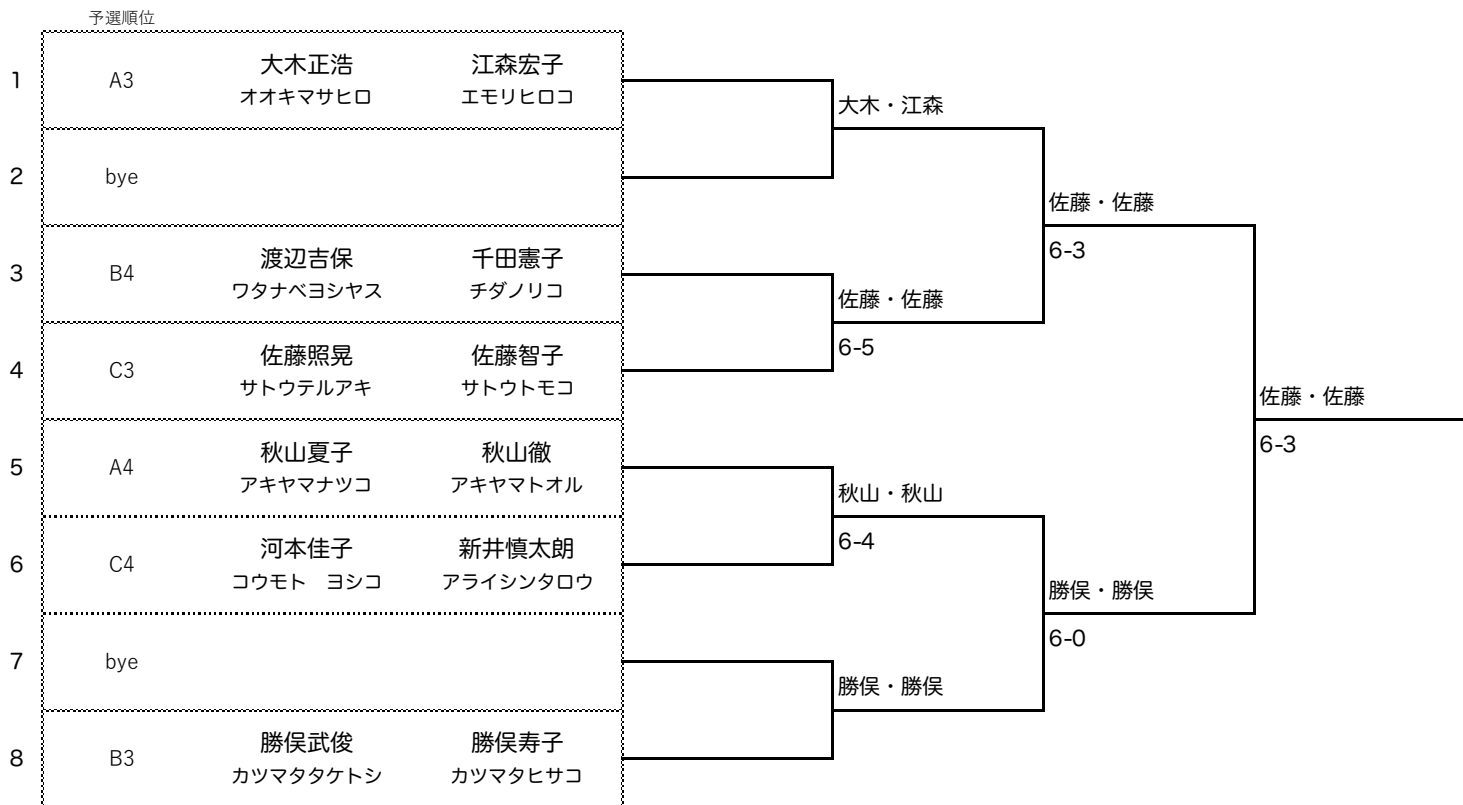 予選順位
1 A3 大木正浩 江森宏子
オオキマサヒロ エモリヒロコ
大木・江森
2 bye
佐藤・佐藤
6-3
3 B4 渡辺吉保 千田憲子
ワタナベヨシヤス チダノリコ
佐藤・佐藤
6-5
4 C3 佐藤照晃 佐藤智子
サトウテルアキ サトウトモコ
佐藤・佐藤
6-3
5 A4 秋山夏子 秋山徹
アキヤマナツコ アキヤマトオル
秋山・秋山
6-4
6 C4 河本佳子 新井慎太朗
コウモト　ヨシコ アライシンタロウ
勝俣・勝俣
6-0
7 bye
勝俣・勝俣
8 B3 勝俣武俊 勝俣寿子
カツマタタケトシ カツマタヒサコ